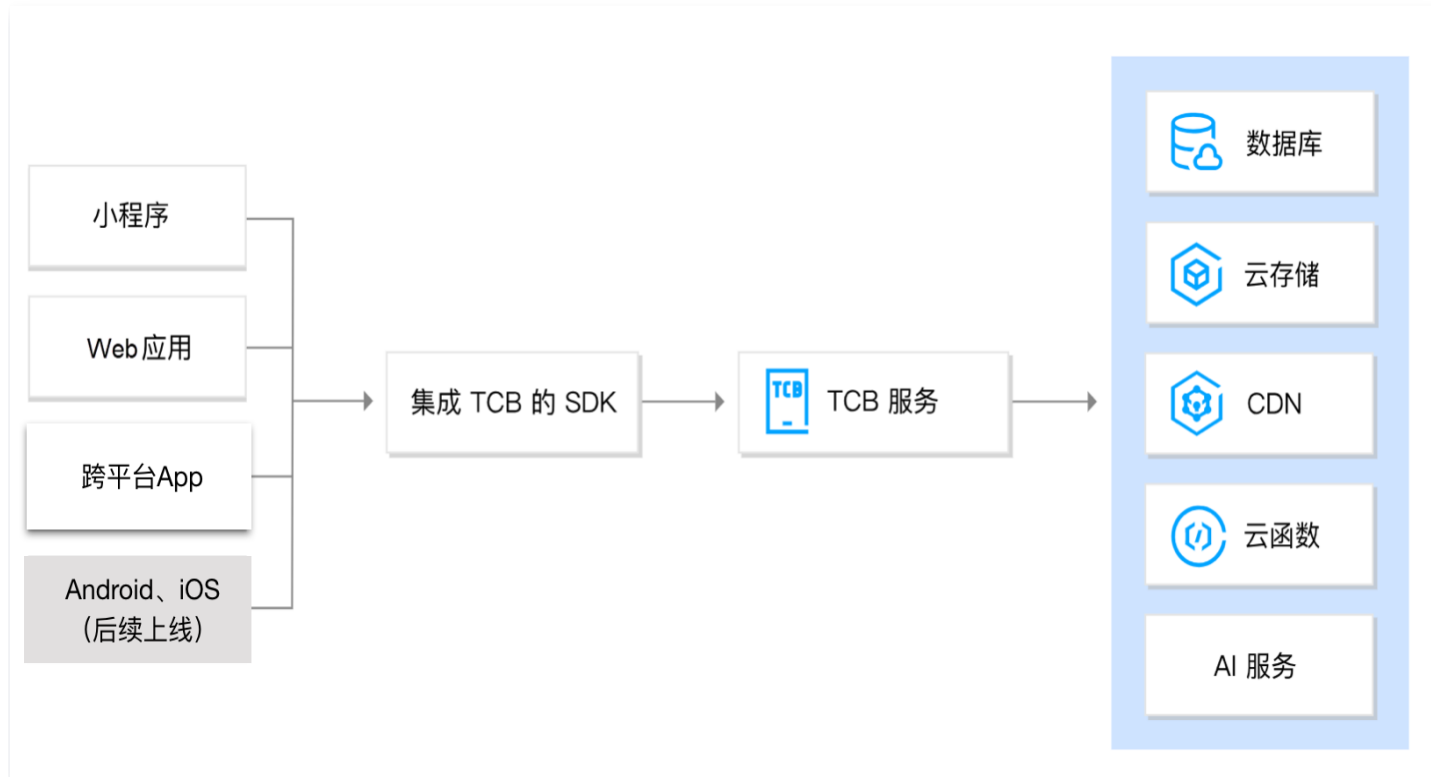 小程序
Web应用
跨平台App
Android、iOS
（后续上线）
集成 TCB 的 SDK
TCB
TCB 服务
数据库
云存储
CDN
云函数
AI 服务